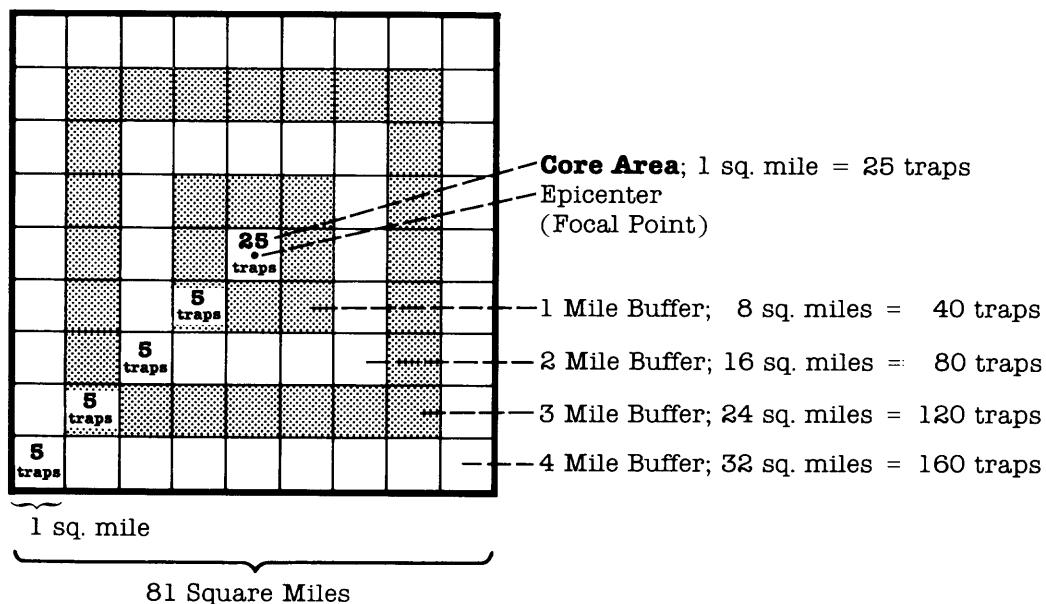 Core Area; 1 sq. mile = 25 traps
Epicenter
(Focal Point)
25
traps
5
traps
1 Mile Buffer; 8 sq. miles = 40 traps
5
traps
2 Mile Buffer; 16 sq. miles = 80 traps
5
traps
3 Mile Buffer; 24 sq. miles = 120 traps
5
traps
4 Mile Buffer; 32 sq. miles = 160 traps
1 sq. mile
81 Square Miles